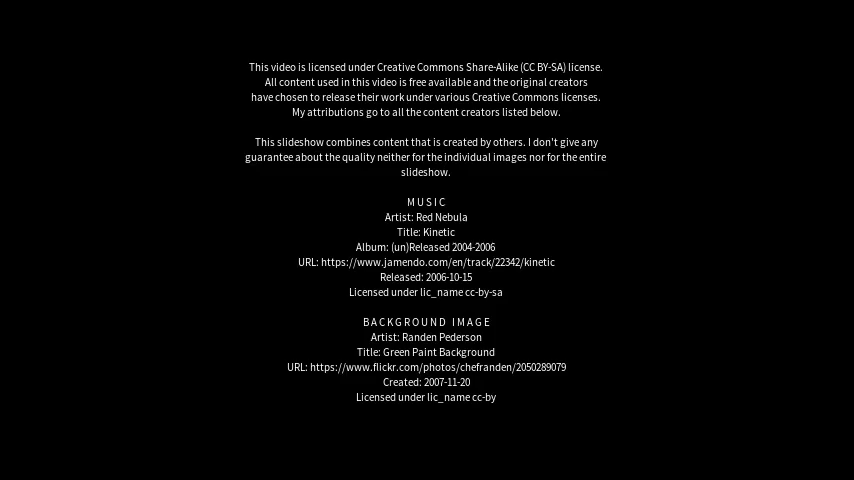 This video is licensed under Creative Commons Share-Alike (CC BY-SA) license.
All content used in this video is free available and the original creators
have chosen to release their work under various Creative Commons licenses.
My attributions go to all the content creators listed below.
This slideshow combines content that is created by others. I don't give any
guarantee about the quality neither for the individual images nor for the entire
slideshow.
MUSIC
Artist: Red Nebula
Title: Kinetic
Album: (un)Released 2004-2006
URL: https://www.jamendo.com/en/track/22342/kinetic
Released: 2006-10-15
Licensed under lic_name cc-by-sa
BACKGROUND IMAGE
Artist: Randen Pederson
Title: Green Paint Background
URL: https://www.flickr.com/photos/chefranden/2050289079
Created: 2007-11-20
Licensed under lic_name cc-by